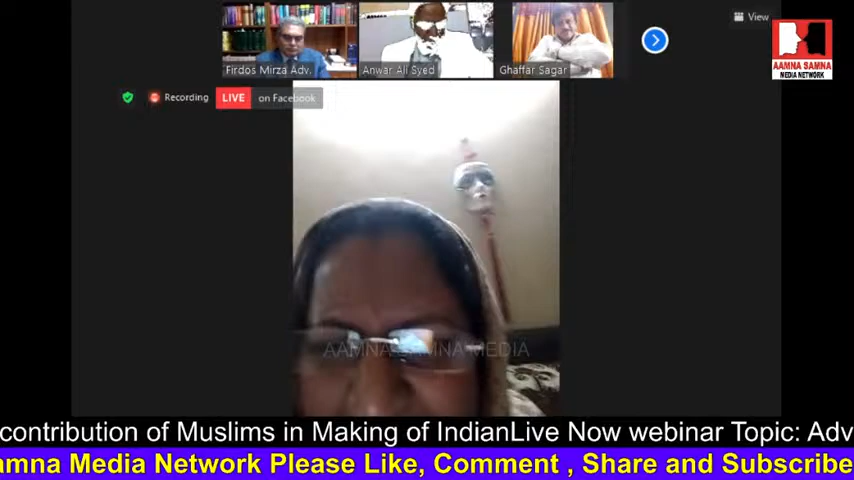 View
AAMNA SAMNA
MEDIA NETWORK
Firdos Mirza Adv.
Anwar Ali Syed
Ghaffar Sagar
Recording
LIVE
on Facebook
AAMNA SAMNA MEDIA
contribution of Muslims in Making of IndianLive Now webinar Topic: Adv
amna Media Network Please Like, Comment , Share and Subscribe